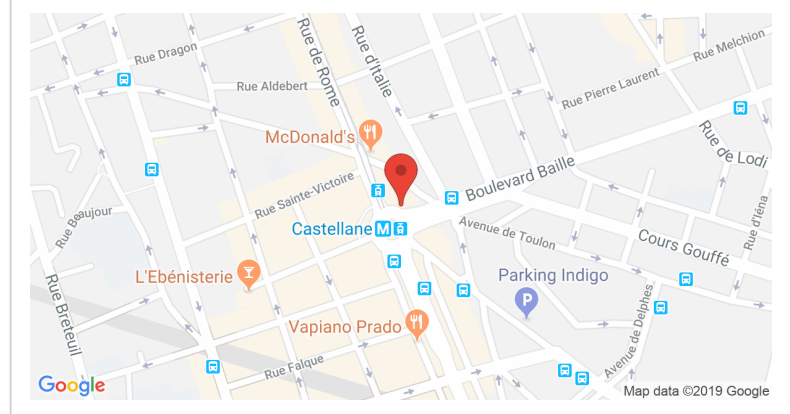 Rue Dragon
Rue de Rome
Rue d'Italie
Rue Melchion
Rue Aldebert
Rue Pierre Laurent
McDonald's
Rue de Lodi
Rue Sainte-Victoire
Boulevard Baille
Rue Beaujour
Castellane M
Avenue de Toulon
Cours Gouffé
Rue d'Iéna
L'Ebénisterie
Parking Indigo
P
Rue Breteuil
Vapiano Prado
Avenue de Delphes
Rue Falque
Google
Map data ©2019 Google